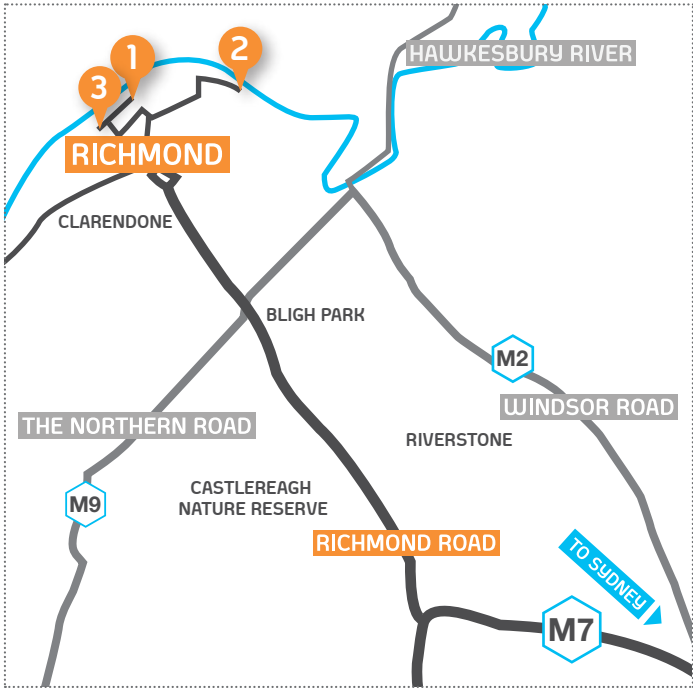 HAWKESBURY RIVER
1
2
3
RICHMOND
CLARENDONE
BLIGH PARK
M2
WINDSOR ROAD
THE NORTHERN ROAD
RIVERSTONE
M9
CASTLEREAGH
NATURE RESERVE
RICHMOND ROAD
TO SYDNEY
M7